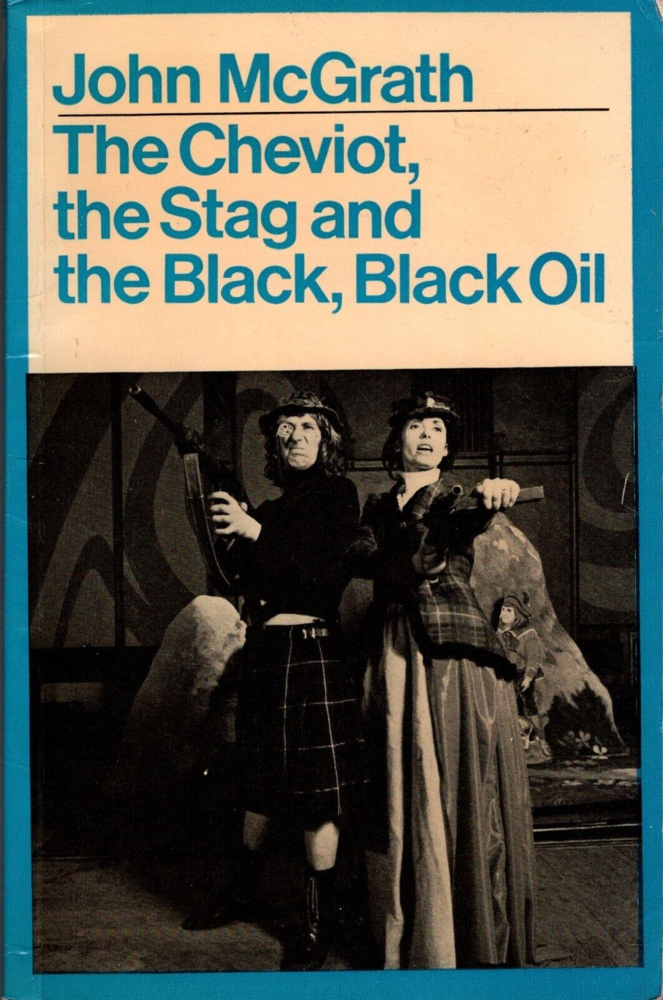 John McGrath
The Cheviot,
the Stag and
the Black, Black Oil